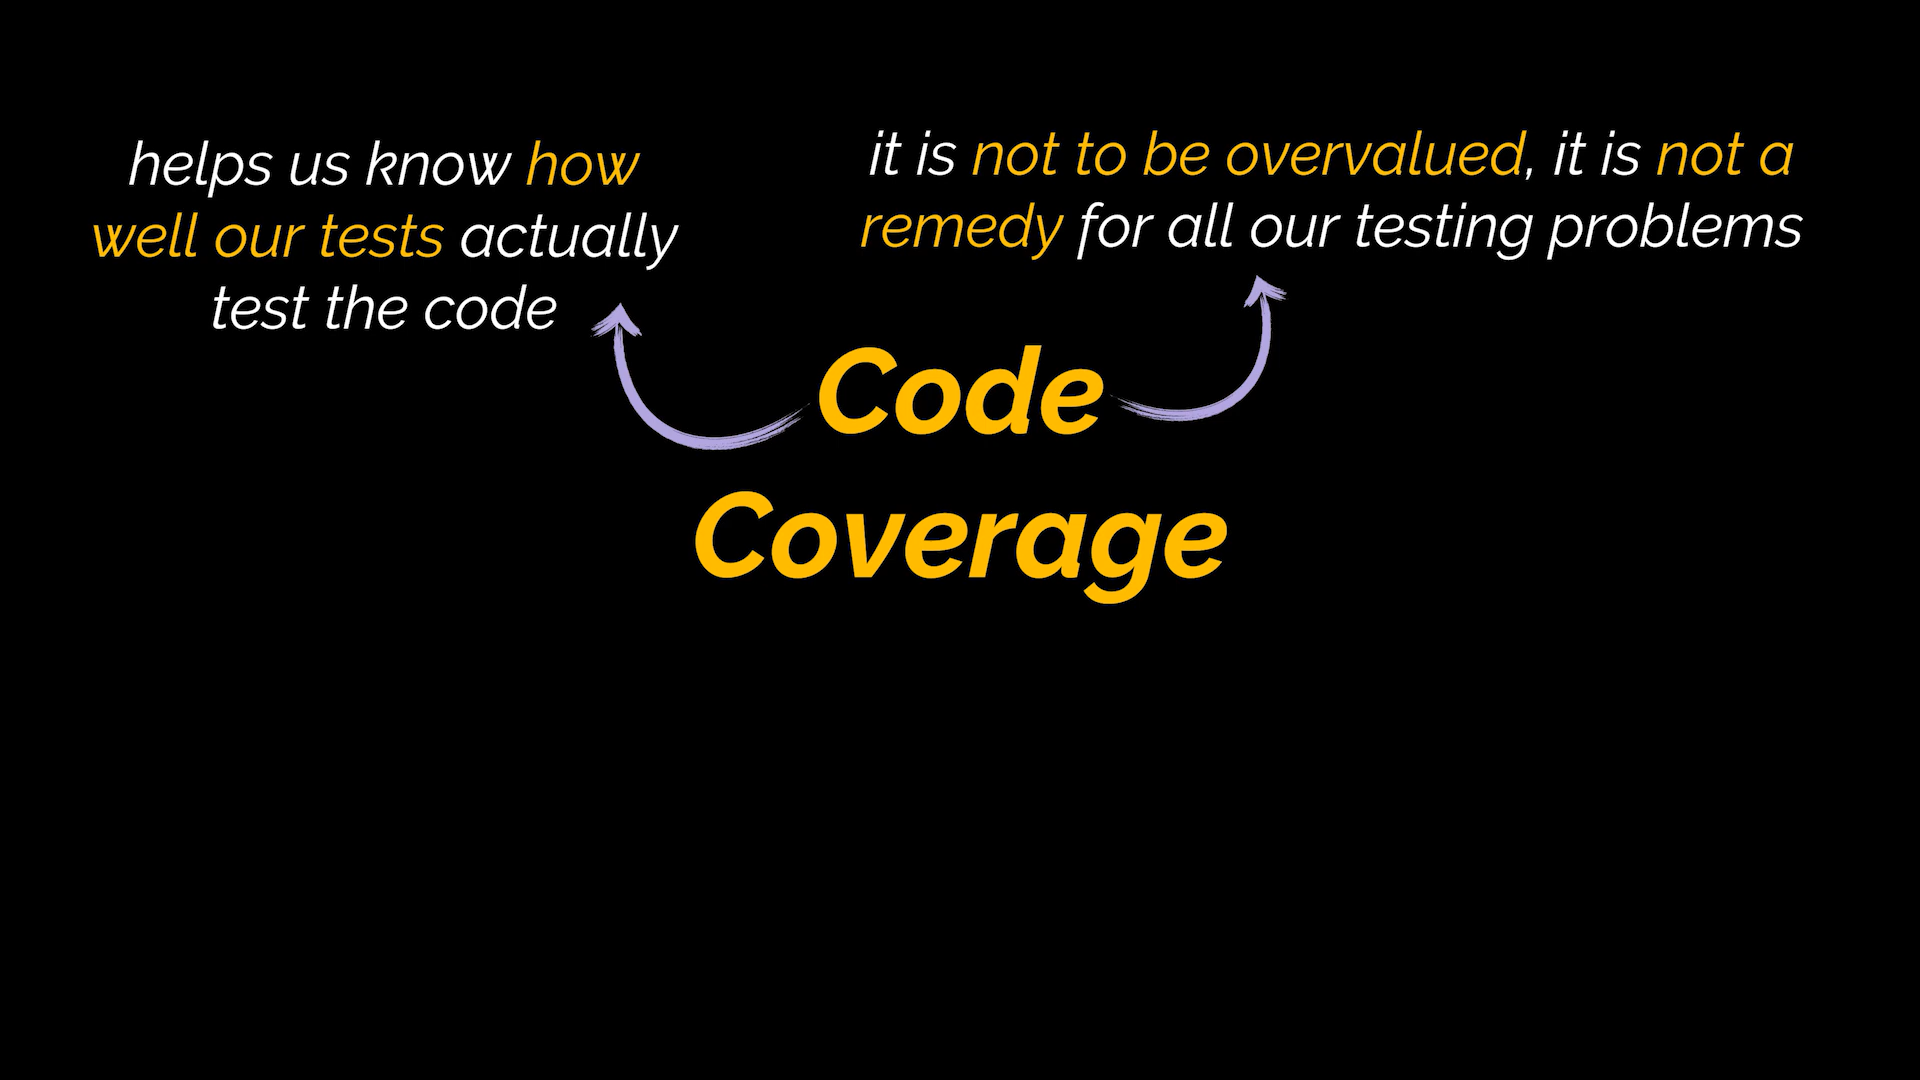 helps us know how
well our tests actually
test the code
it is not to be overvalued, it is not a
remedy for all our testing problems
Code
Coverage